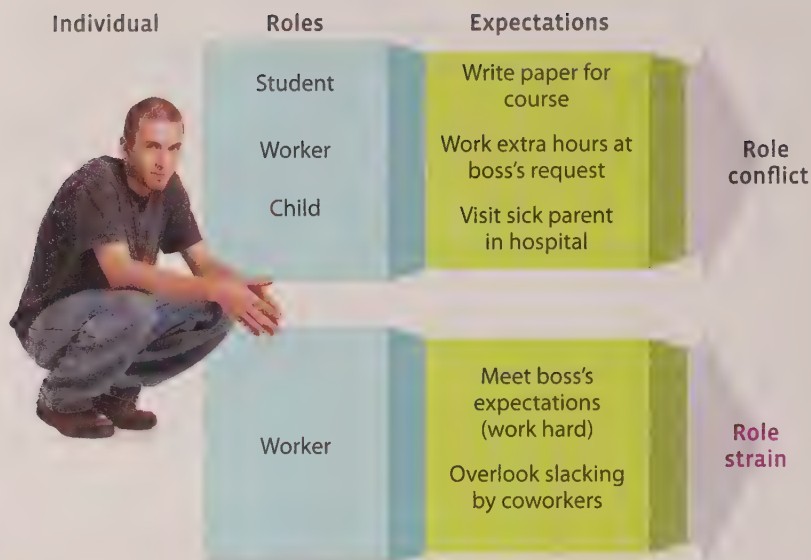 Individual
Roles
Expectations
Student
Write paper for
course
Worker
Work extra hours at
boss's request
Child
Visit sick parent
in hospital
Role
conflict
Worker
Meet boss's
expectations
(work hard)
Overlook slacking
by coworkers
Role
strain